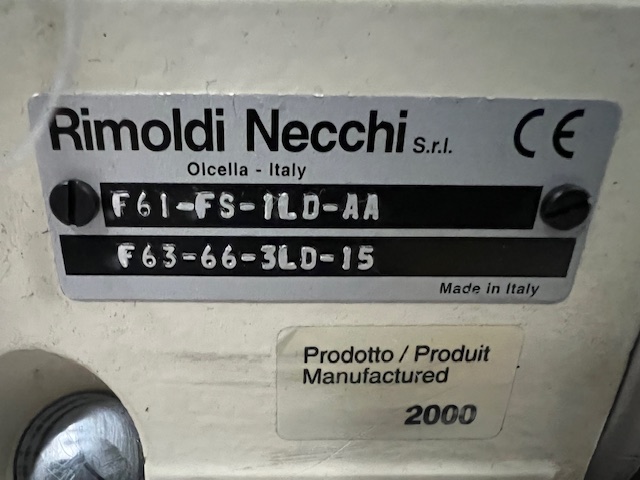 Rimoldi Necchi S.r.l. CE
Olcella - Italy
F61-FS-1LD-AA
F63-66-3LD-15
Made in Italy
Prodotto / Produit
Manufactured
2000